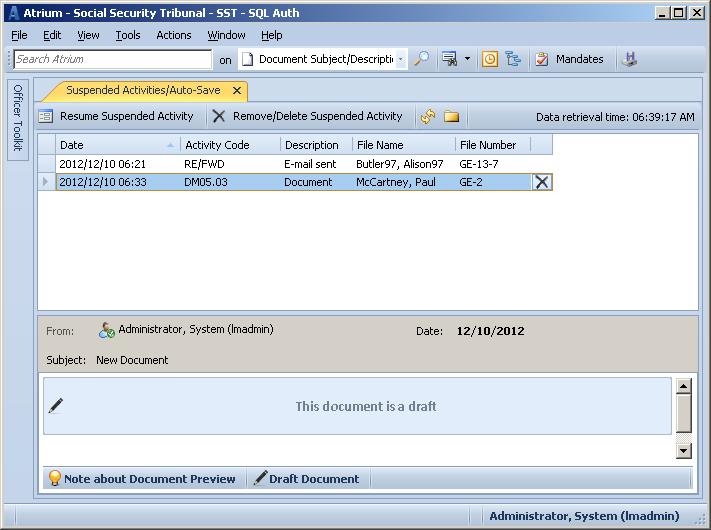 Atrium - Social Security Tribunal - SST - SQL Auth
File Edit View Tools Actions Window Help
Search Atrium on Document Subject/Descripti Mandates
Officer Toolkit
Suspended Activities/Auto-Save X
Resume Suspended Activity Remove/Delete Suspended Activity Data retrieval time: 06:39:17 AM
Date Activity Code Description File Name File Number
2012/12/10 06:21 RE/FWD E-mail sent Butler97, Alison97 GE-13-7
2012/12/10 06:33 DM05.03 Document McCartney, Paul GE-2
From: Administrator, System (lmadmin) Date: 12/10/2012
Subject: New Document
This document is a draft
Note about Document Preview Draft Document
Administrator, System (lmadmin)